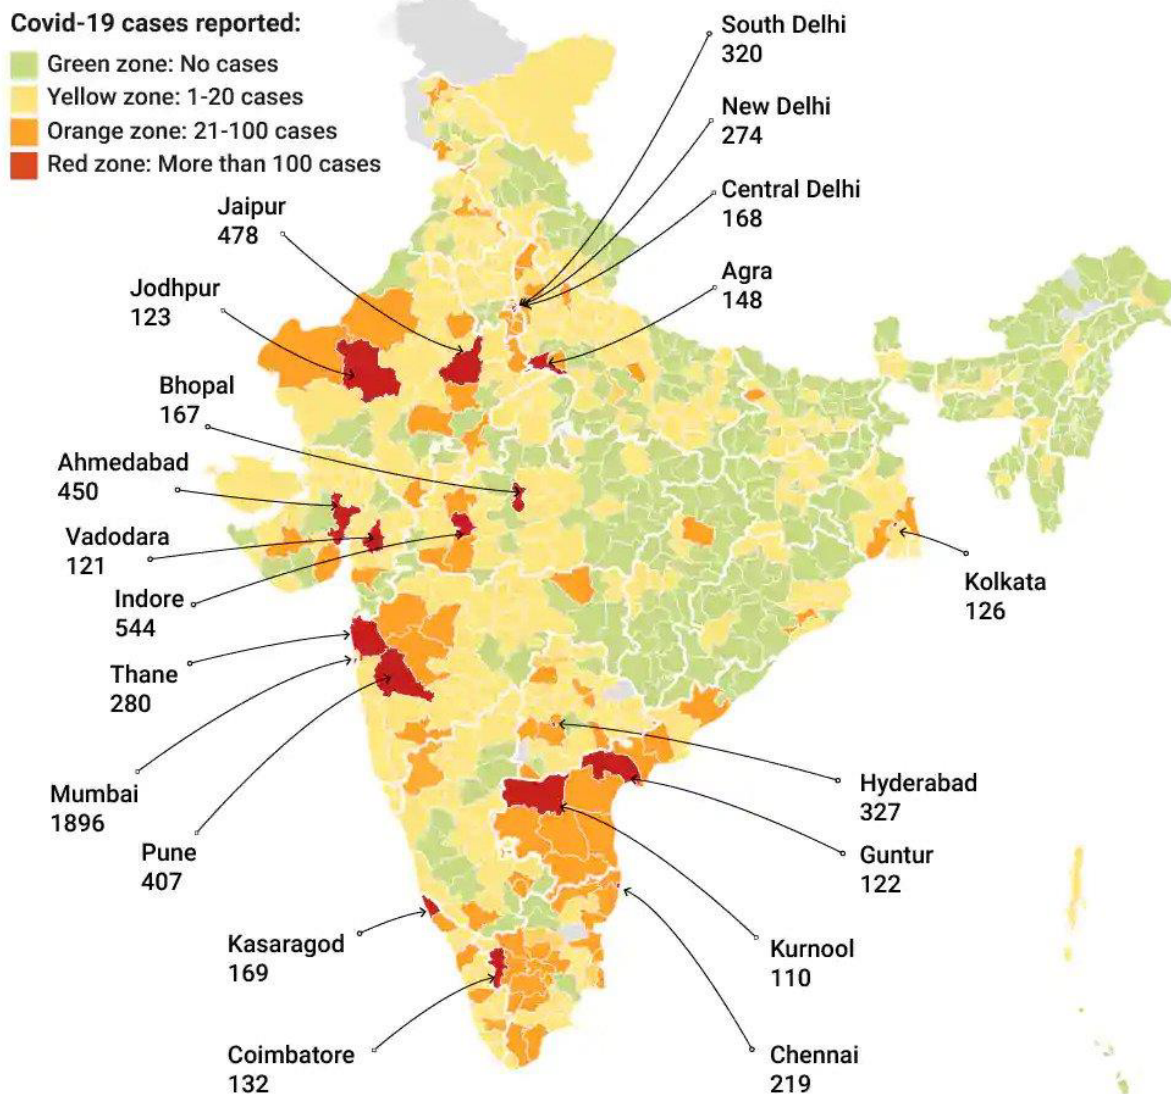 Covid-19 cases reported:
Green zone: No cases
Yellow zone: 1-20 cases
Orange zone: 21-100 cases
Red zone: More than 100 cases
South Delhi
320
New Delhi
274
Central Delhi
168
Agra
148
Jaipur
478
Jodhpur
123
Bhopal
167
Ahmedabad
450
Vadodara
121
Indore
544
Thane
280
Mumbai
1896
Pune
407
Kasaragod
169
Coimbatore
132
Kolkata
126
Hyderabad
327
Guntur
122
Kurnool
110
Chennai
219